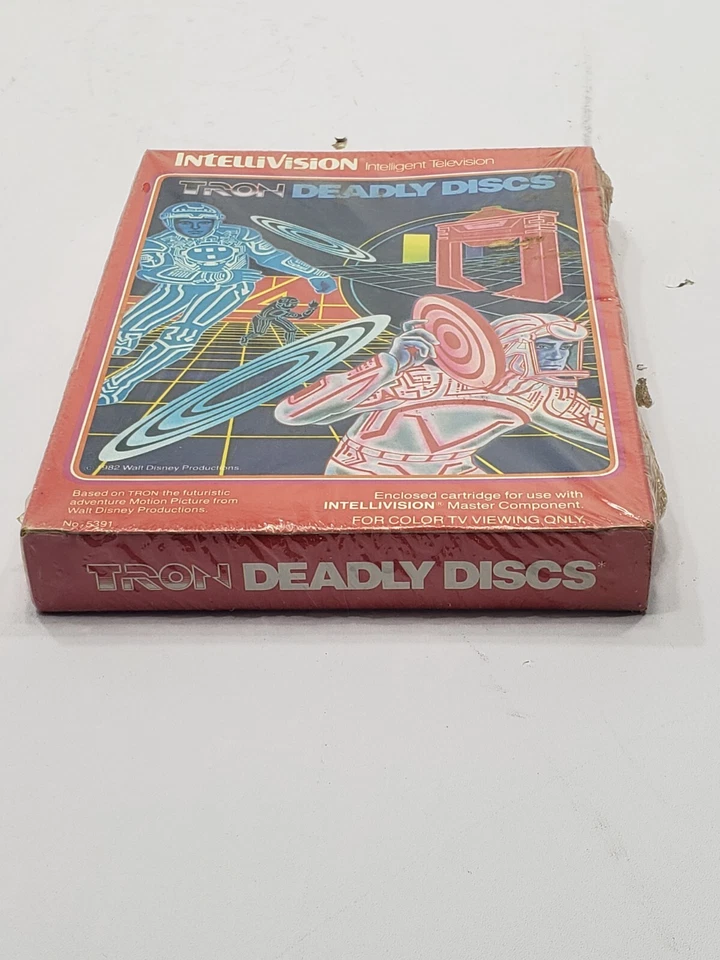 INTELLIVISION® Intelligent Television
TRON DEADLY DISCS*
© 1982 Walt Disney Productions.
Based on TRON the futuristic
adventure Motion Picture from
Walt Disney Productions.
No. 5391
Enclosed cartridge for use with
INTELLIVISION® Master Component.
FOR COLOR TV VIEWING ONLY.
TRON DEADLY DISCS*